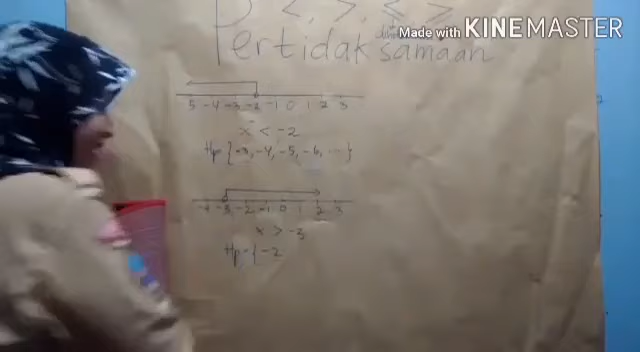 <, >, ≤, ≥
Made with KINEMASTER
Pertidaksamaan
-5 -4 -3 -2 -1 0 1 2 3
x < -2
Hp {-3, -4, -5, -6, ...}
-4 -3 -2 -1 0 1 2 3
x > -3
Hp = { -2